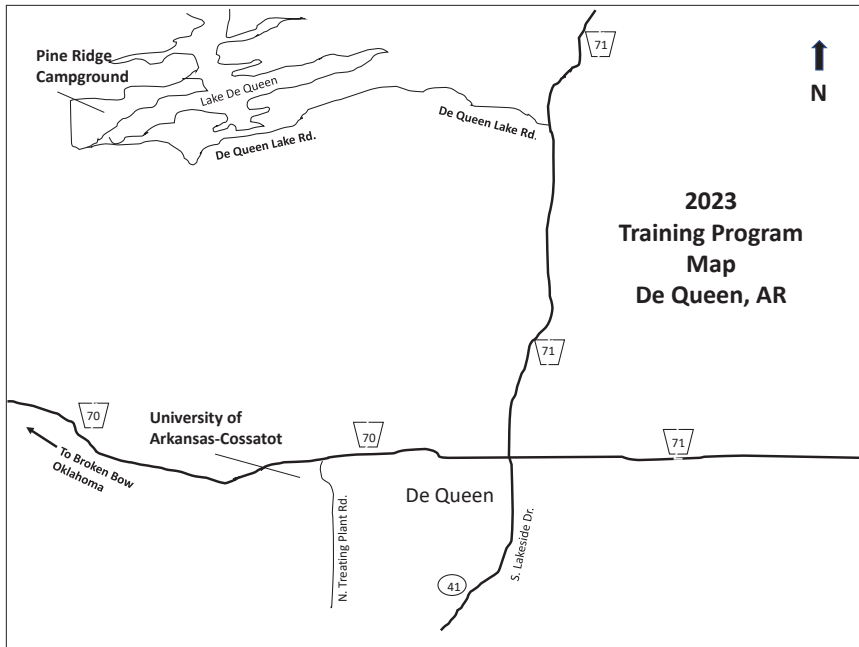 71
Pine Ridge
Campground
N
Lake De Queen
De Queen Lake Rd.
De Queen Lake Rd.
2023
Training Program
Map
De Queen, AR
71
70
University of
Arkansas-Cossatot
70
71
To Broken Bow
Oklahoma
De Queen
N. Treating Plant Rd.
S. Lakeside Dr.
41